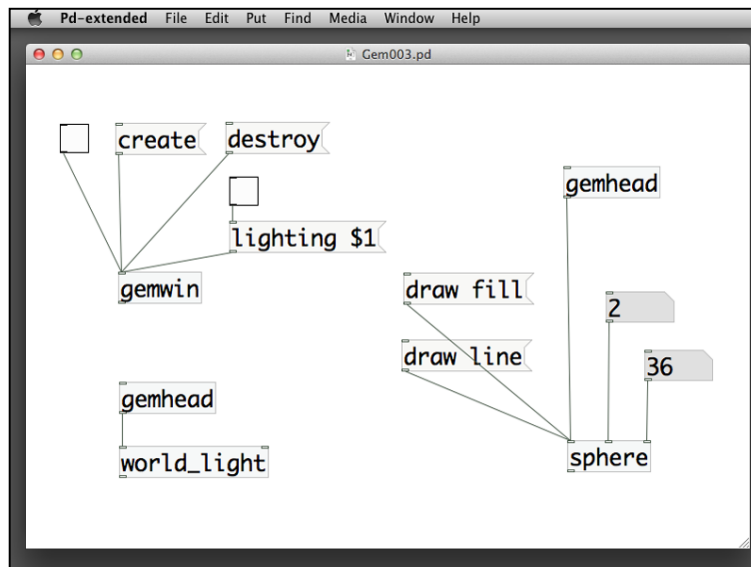 Pd-extended File Edit Put Find Media Window Help
Gem003.pd
create destroy
gemhead
lighting $1
gemwin
draw fill
2
draw line
36
gemhead
world_light
sphere